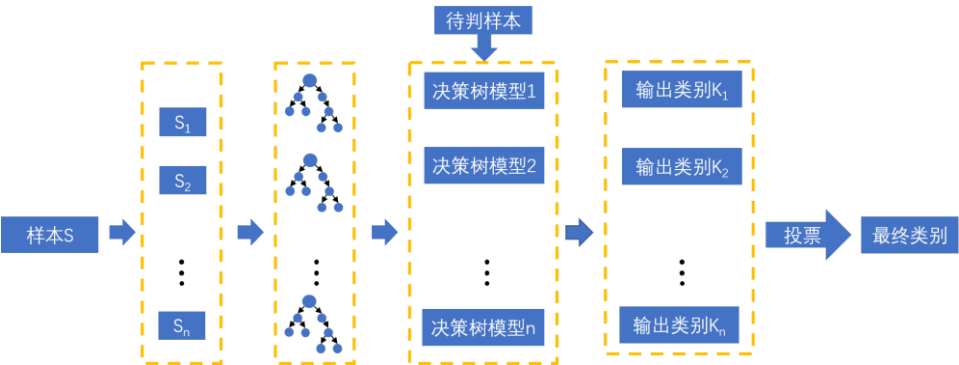 待判样本
样本S
S₁
S₂
Sₙ
决策树模型1
决策树模型2
决策树模型n
输出类别K₁
输出类别K₂
输出类别Kₙ
投票
最终类别